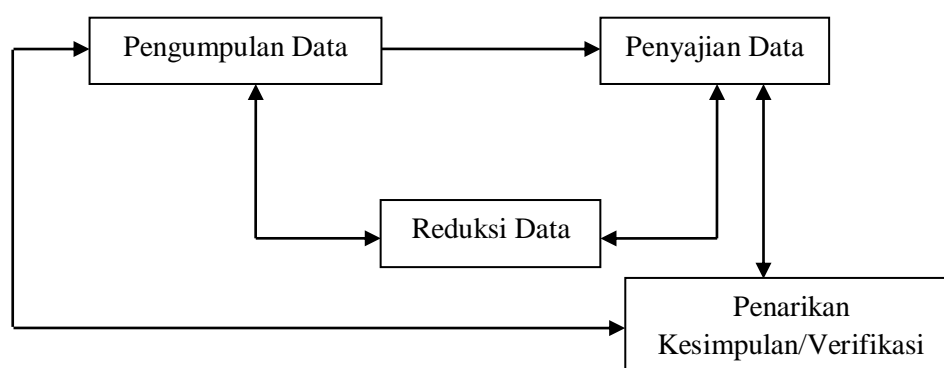 Pengumpulan Data
Penyajian Data
Reduksi Data
Penarikan
Kesimpulan/Verifikasi